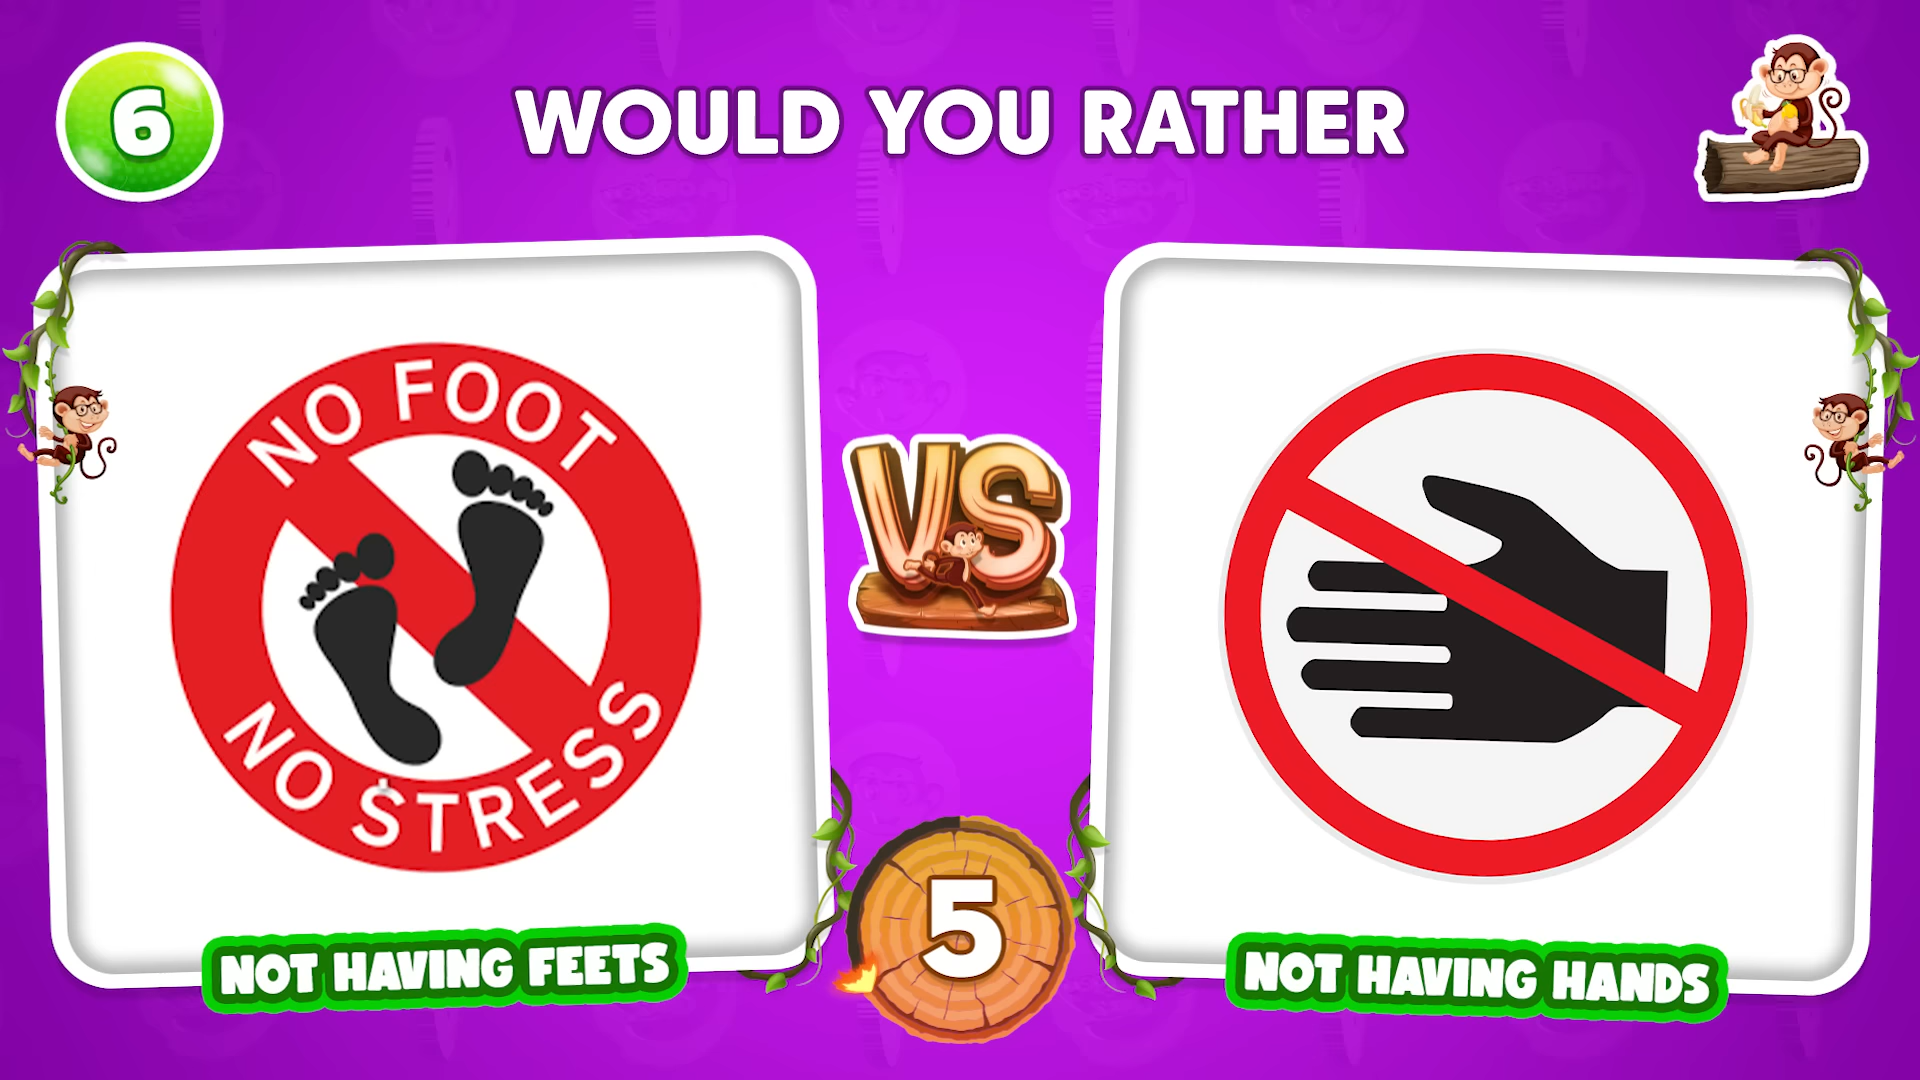 6
WOULD YOU RATHER
NO FOOT
NO STRESS
VS
5
NOT HAVING FEETS
NOT HAVING HANDS